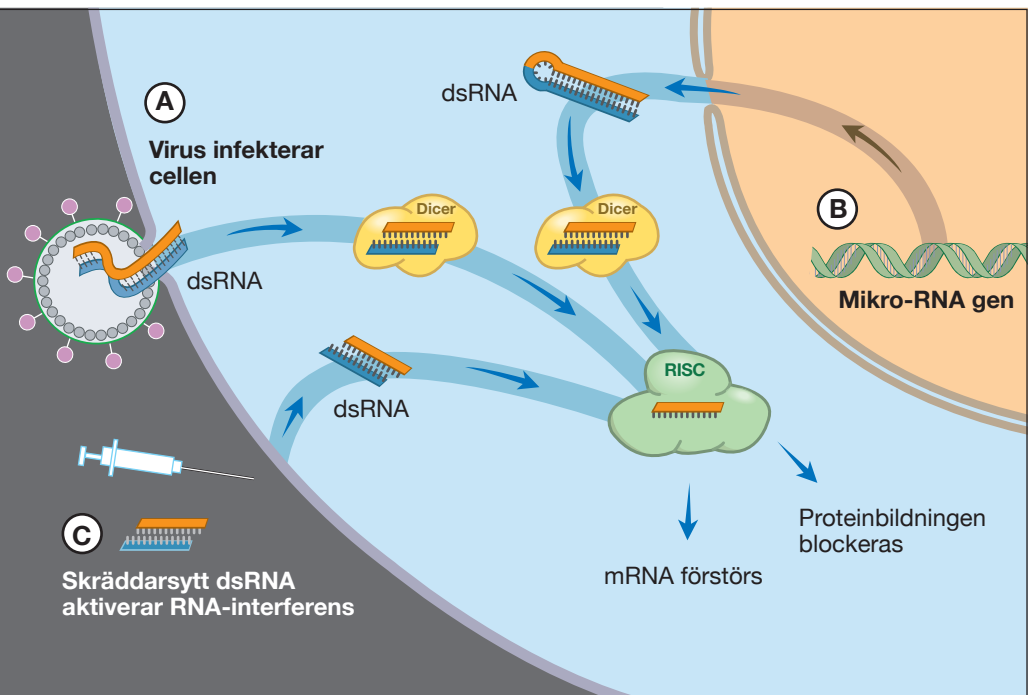 A
Virus infekterar
cellen
dsRNA
Dicer
dsRNA
Dicer
B
Mikro-RNA gen
dsRNA
RISC
C
Skräddarsytt dsRNA
aktiverar RNA-interferens
mRNA förstörs
Proteinbildningen
blockeras